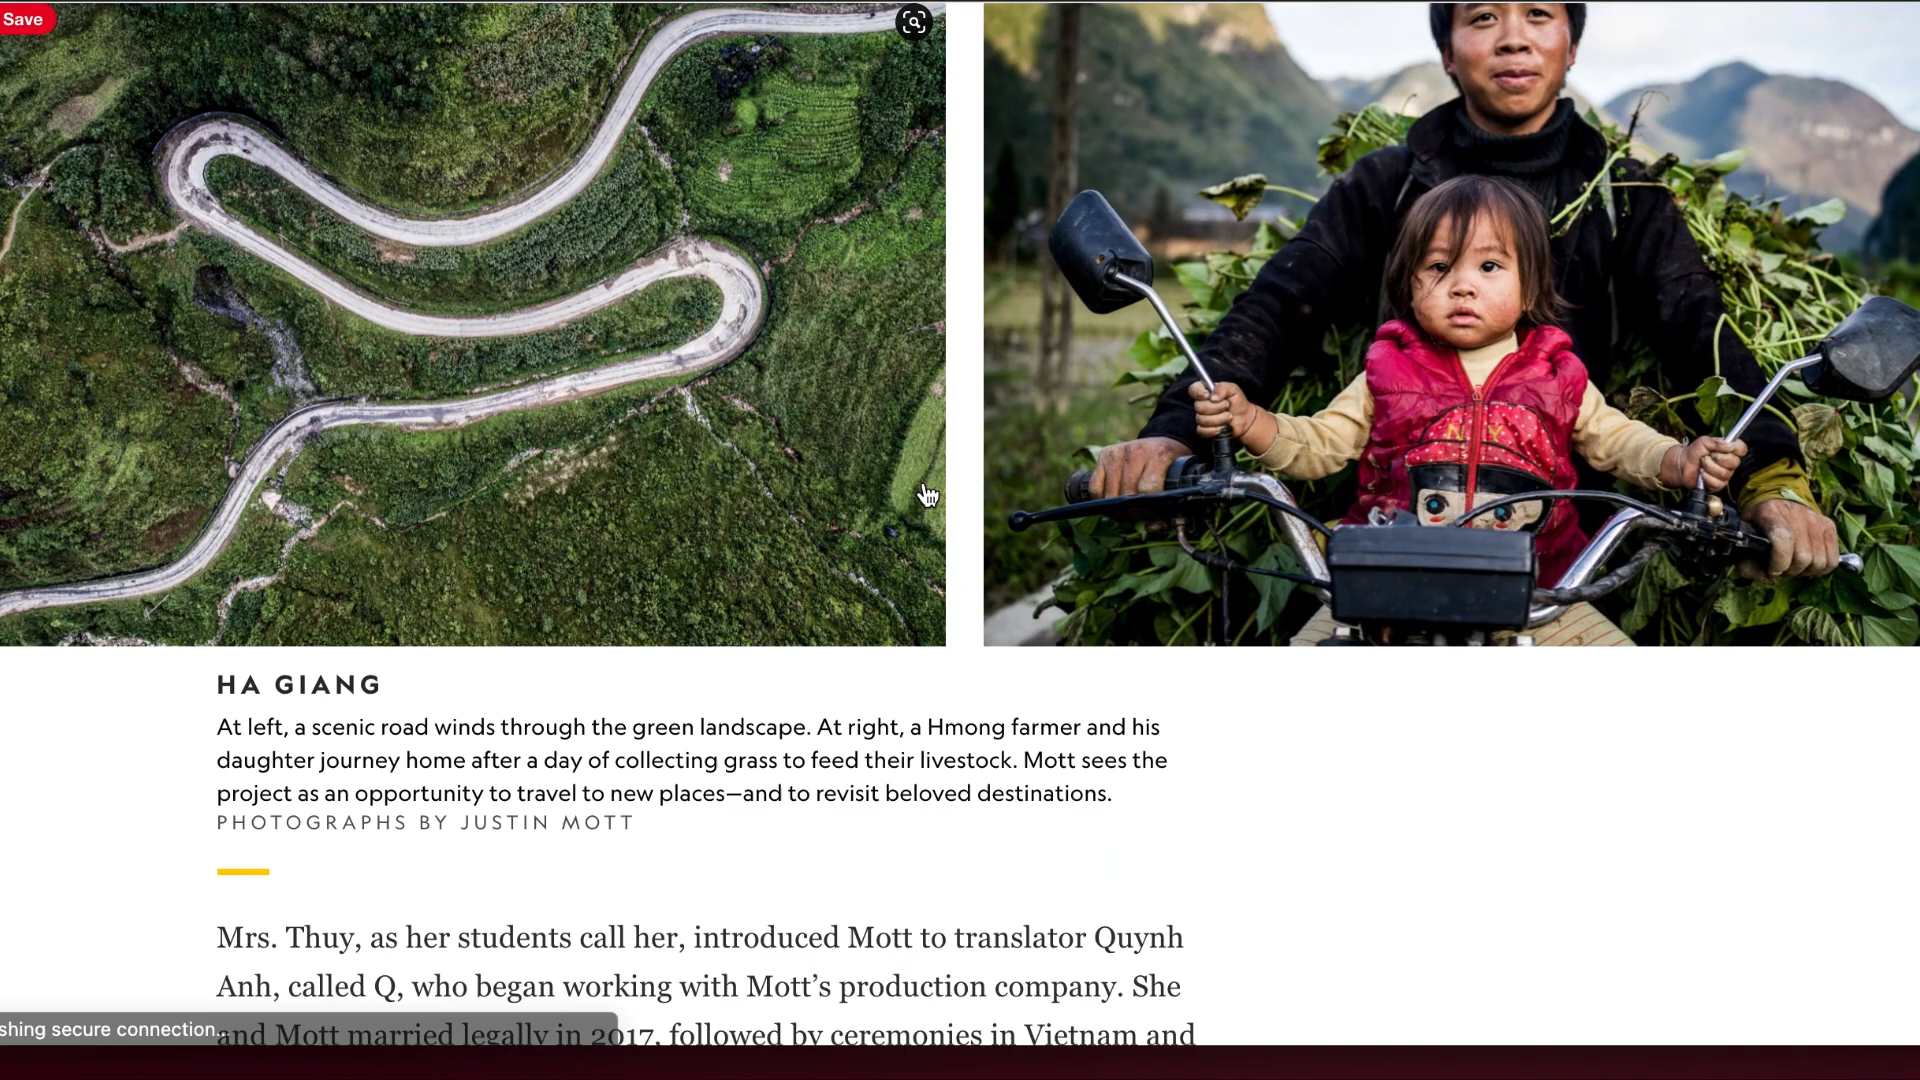 Save
NY
HA GIANG
At left, a scenic road winds through the green landscape. At right, a Hmong farmer and his
daughter journey home after a day of collecting grass to feed their livestock. Mott sees the
project as an opportunity to travel to new places—and to revisit beloved destinations.
PHOTOGRAPHS BY JUSTIN MOTT
Mrs. Thuy, as her students call her, introduced Mott to translator Quynh
Anh, called Q, who began working with Mott’s production company. She
shing secure connection...
and Mott married legally in 2017, followed by ceremonies in Vietnam and